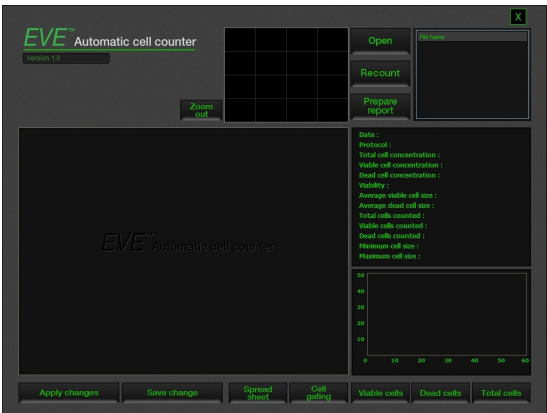 X
EVE™ Automatic cell counter
Version 1.0
Open
File Name
Recount
Zoom
out
Prepare
report
Date :
Protocol :
Total cell concentration :
Viable cell concentration :
Dead cell concentration :
Viability :
Average viable cell size :
Average dead cell size :
Total cells counted :
Viable cells counted :
Dead cells counted :
Minimum cell size :
Maximum cell size :
EVE™ Automatic cell counter
50
40
30
20
10
0 10 20 30 40 50 60
Apply changes
Save change
Spread
sheet
Cell
gating
Viable cells
Dead cells
Total cells